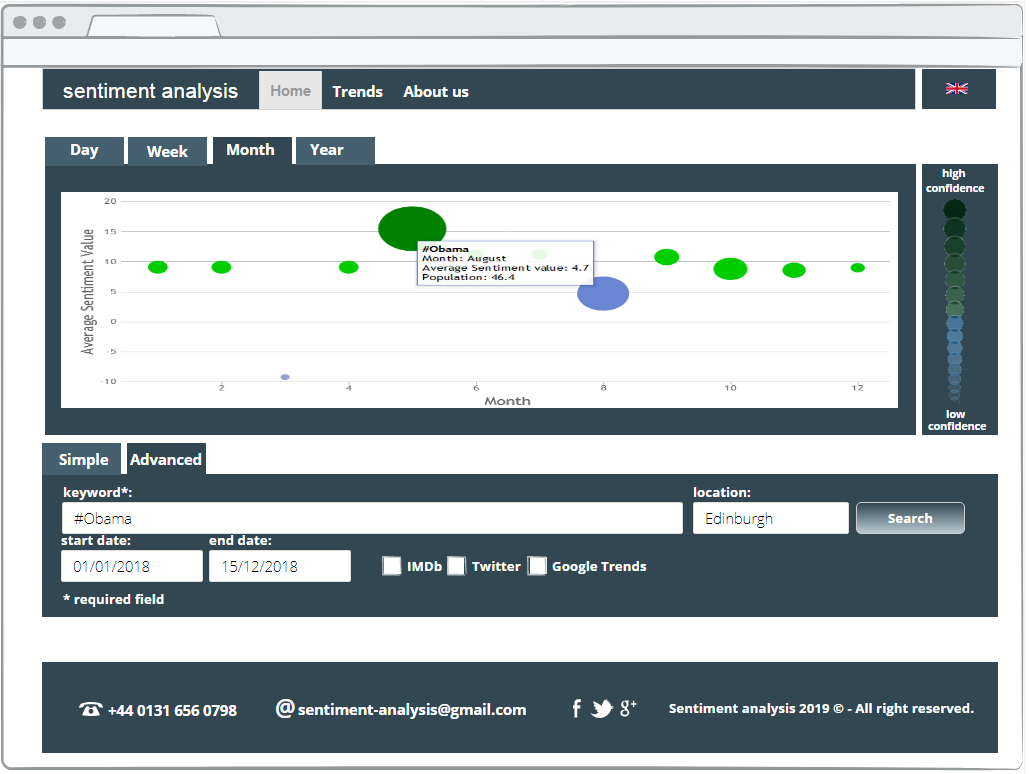 sentiment analysis Home Trends About us
Day Week Month Year
high
confidence
20
15
10
5
0
-5
-10
Average Sentiment Value
#Obama
Month: August
Average Sentiment value: 4.7
Population: 46.4
2 4 6 8 10 12
Month
low
confidence
Simple Advanced
keyword*: location:
#Obama Edinburgh Search
start date: end date:
01/01/2018 15/12/2018 IMDb Twitter Google Trends
* required field
+44 0131 656 0798 @ sentiment-analysis@gmail.com f g+ Sentiment analysis 2019 © - All right reserved.